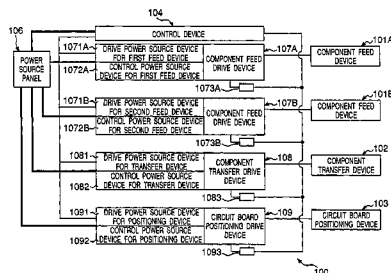 104
CONTROL DEVICE
106
POWER SOURCE PANEL
1071A
DRIVE POWER SOURCE DEVICE FOR FIRST FEED DEVICE
1072A
CONTROL POWER SOURCE DEVICE FOR FIRST FEED DEVICE
COMPONENT FEED DRIVE DEVICE
107A
1073A
101A
COMPONENT FEED DEVICE
1071B
DRIVE POWER SOURCE DEVICE FOR SECOND FEED DEVICE
1072B
CONTROL POWER SOURCE DEVICE FOR SECOND FEED DEVICE
COMPONENT FEED DRIVE DEVICE
107B
1073B
101B
COMPONENT FEED DEVICE
1081
DRIVE POWER SOURCE DEVICE FOR TRANSFER DEVICE
1082
CONTROL POWER SOURCE DEVICE FOR TRANSFER DEVICE
COMPONENT TRANSFER DRIVE DEVICE
108
1083
102
COMPONENT TRANSFER DEVICE
1091
DRIVE POWER SOURCE DEVICE FOR POSITIONING DEVICE
1092
CONTROL POWER SOURCE DEVICE FOR POSITIONING DEVICE
CIRCUIT BOARD POSITIONING DRIVE DEVICE
109
1093
103
CIRCUIT BOARD POSITIONING DEVICE
100